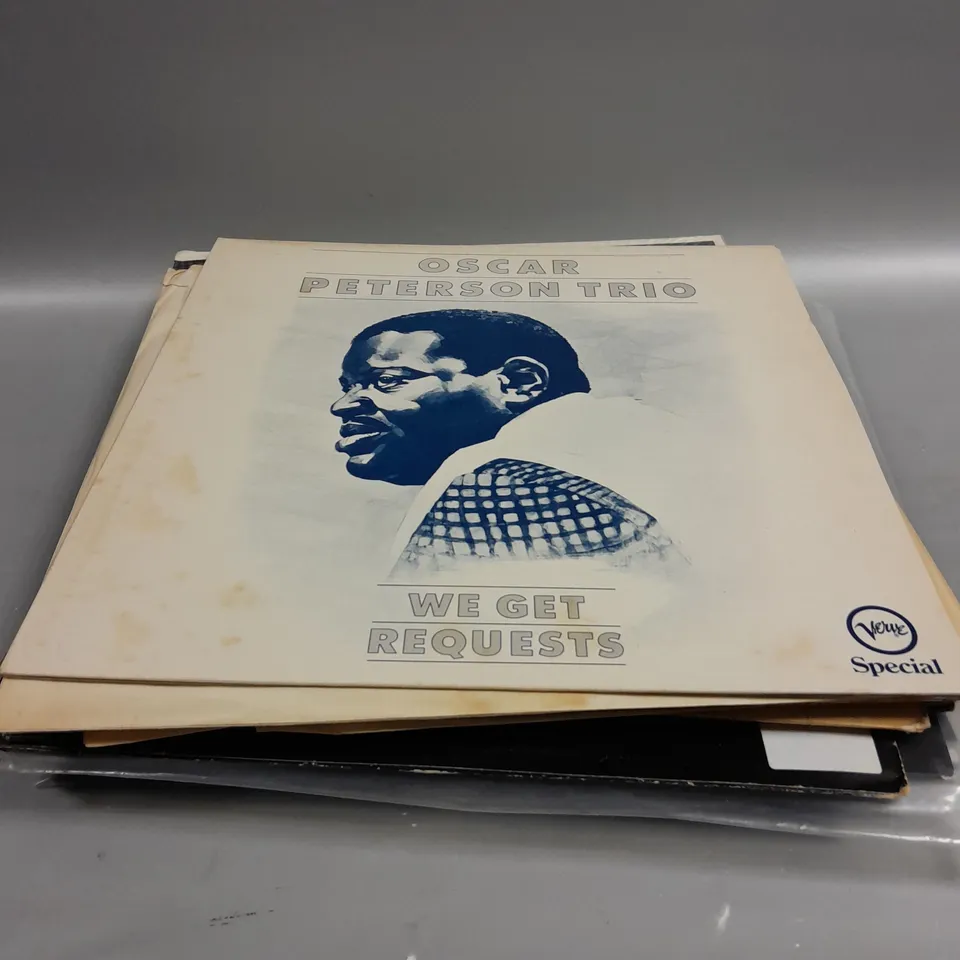 OSCAR
PETERSON TRIO
WE GET
REQUESTS
Verve
Special